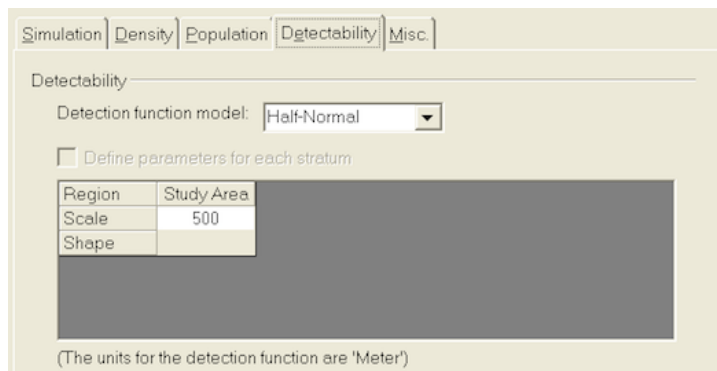 Simulation Density Population Detectability Misc.
Detectability
Detection function model: Half-Normal
Define parameters for each stratum
Region Study Area
Scale 500
Shape
(The units for the detection function are 'Meter')